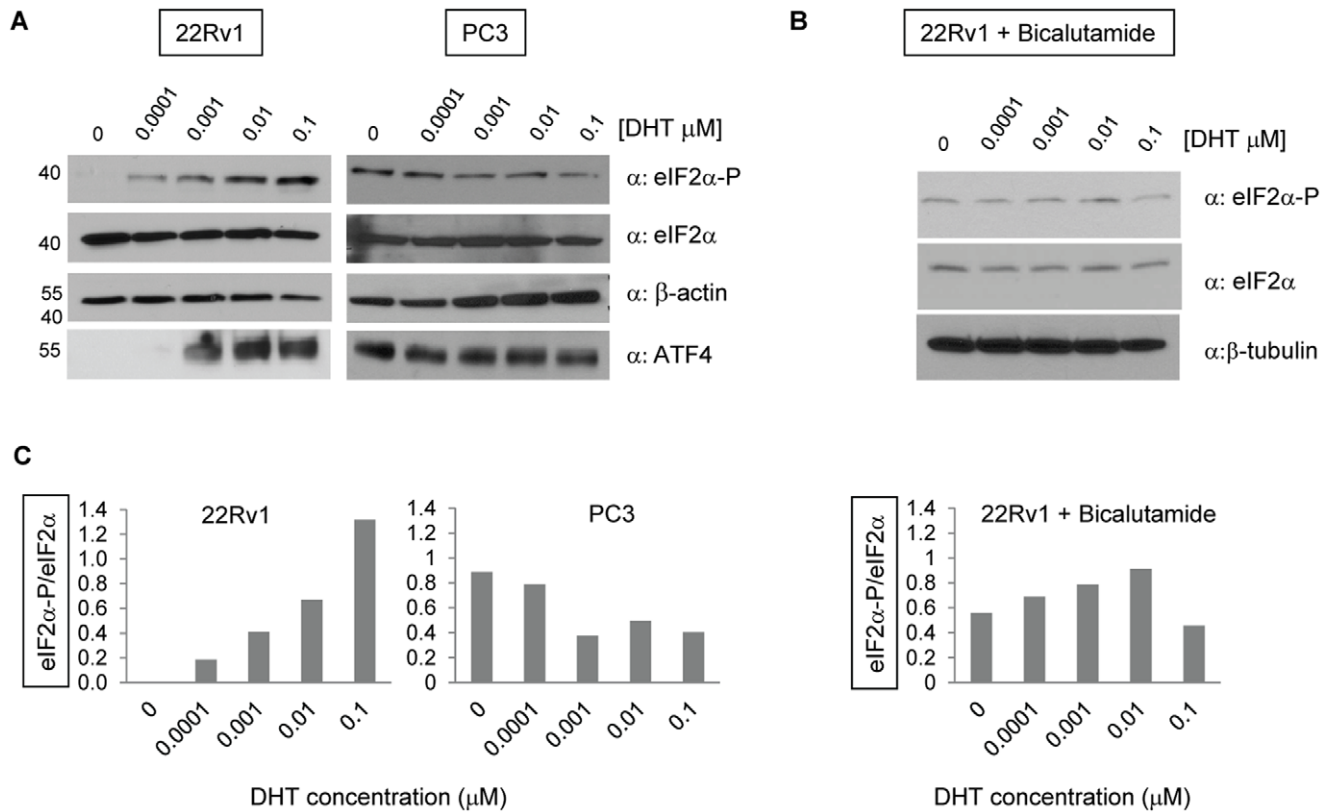 A
22Rv1
PC3
0 0.0001 0.001 0.01 0.1
0 0.0001 0.001 0.01 0.1
[DHT μM]
40
α: eIF2α-P
40
α: eIF2α
55
40
α: β-actin
55
α: ATF4
B
22Rv1 + Bicalutamide
0 0.0001 0.001 0.01 0.1 [DHT μM]
α: eIF2α-P
α: eIF2α
α:β-tubulin
C
eIF2α-P/eIF2α
22Rv1
1.4
1.2
1.0
0.8
0.6
0.4
0.2
0.0
0 0.0001 0.001 0.01 0.1
PC3
1.4
1.2
1
0.8
0.6
0.4
0.2
0
0 0.0001 0.001 0.01 0.1
DHT concentration (μM)
eIF2α-P/eIF2α
22Rv1 + Bicalutamide
1.4
1.2
1
0.8
0.6
0.4
0.2
0
0 0.0001 0.001 0.01 0.1
DHT concentration (μM)